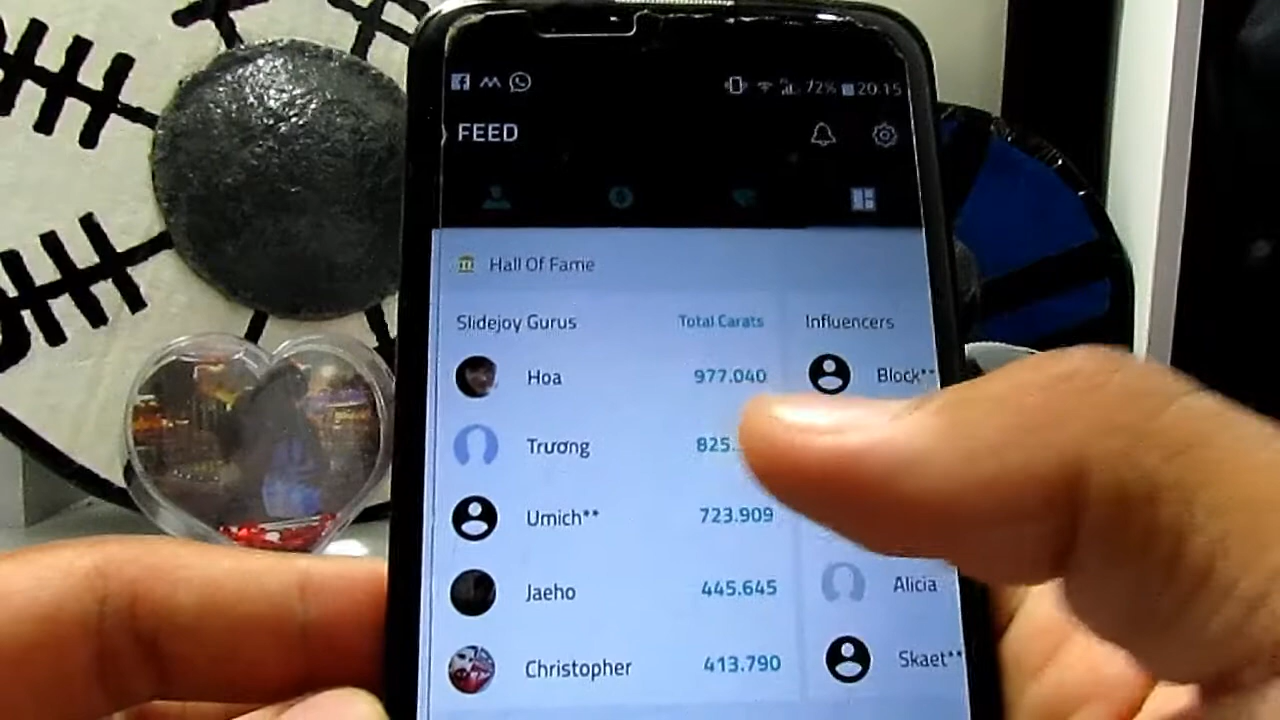 72% 20:15
FEED
Hall Of Fame
Slidejoy Gurus Total Carats Influencers
Hoa 977.040 Block**
Trương 825.
Umich** 723.909
Jaeho 445.645 Alicia
Christopher 413.790 Skaet**